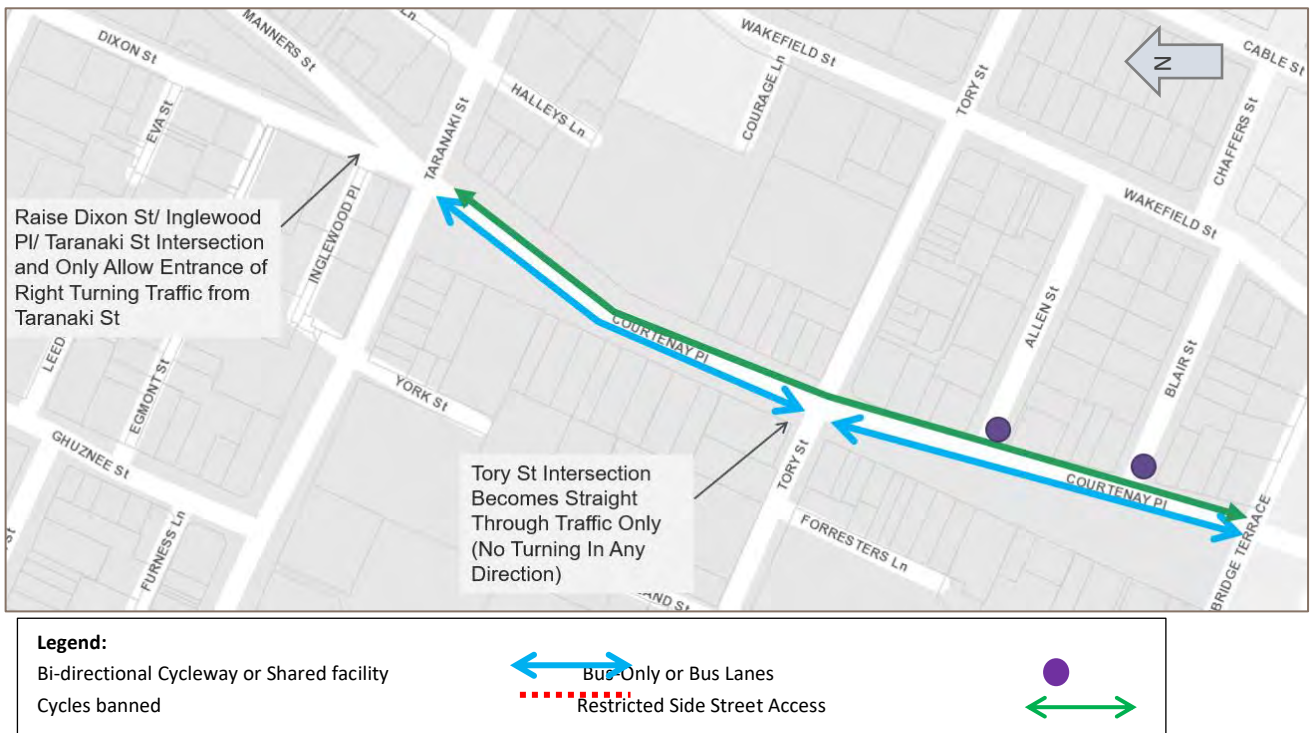 MANNERS ST
Ln
DIXON ST
WAKEFIELD ST
CABLE ST
N
EVA ST
TARANAKI ST
HALLEYS Ln
COURAGE Ln
TORY ST
CHAFFERS ST
Raise Dixon St/ Inglewood
Pl/ Taranaki St Intersection
and Only Allow Entrance of
Right Turning Traffic from
Taranaki St
INGLEWOOD Pl
WAKEFIELD ST
LEED
EGMONT ST
YORK ST
COURTENAY Pl
ALLEN ST
BLAIR ST
GHUZNEE ST
FURNESS Ln
ST
Tory St Intersection
Becomes Straight
Through Traffic Only
(No Turning In Any
Direction)
TORY ST
COURTENAY Pl
FORRESTERS Ln
AND ST
BRIDGE TERRACE
Legend:
Bi-directional Cycleway or Shared facility Bus-Only or Bus Lanes
Cycles banned Restricted Side Street Access